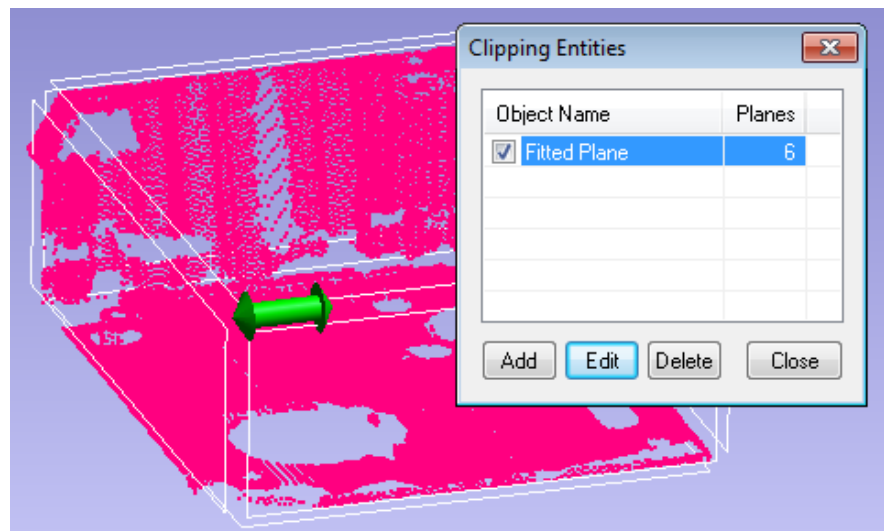 Clipping Entities
Object Name Planes
Fitted Plane 6
Add Edit Delete Close